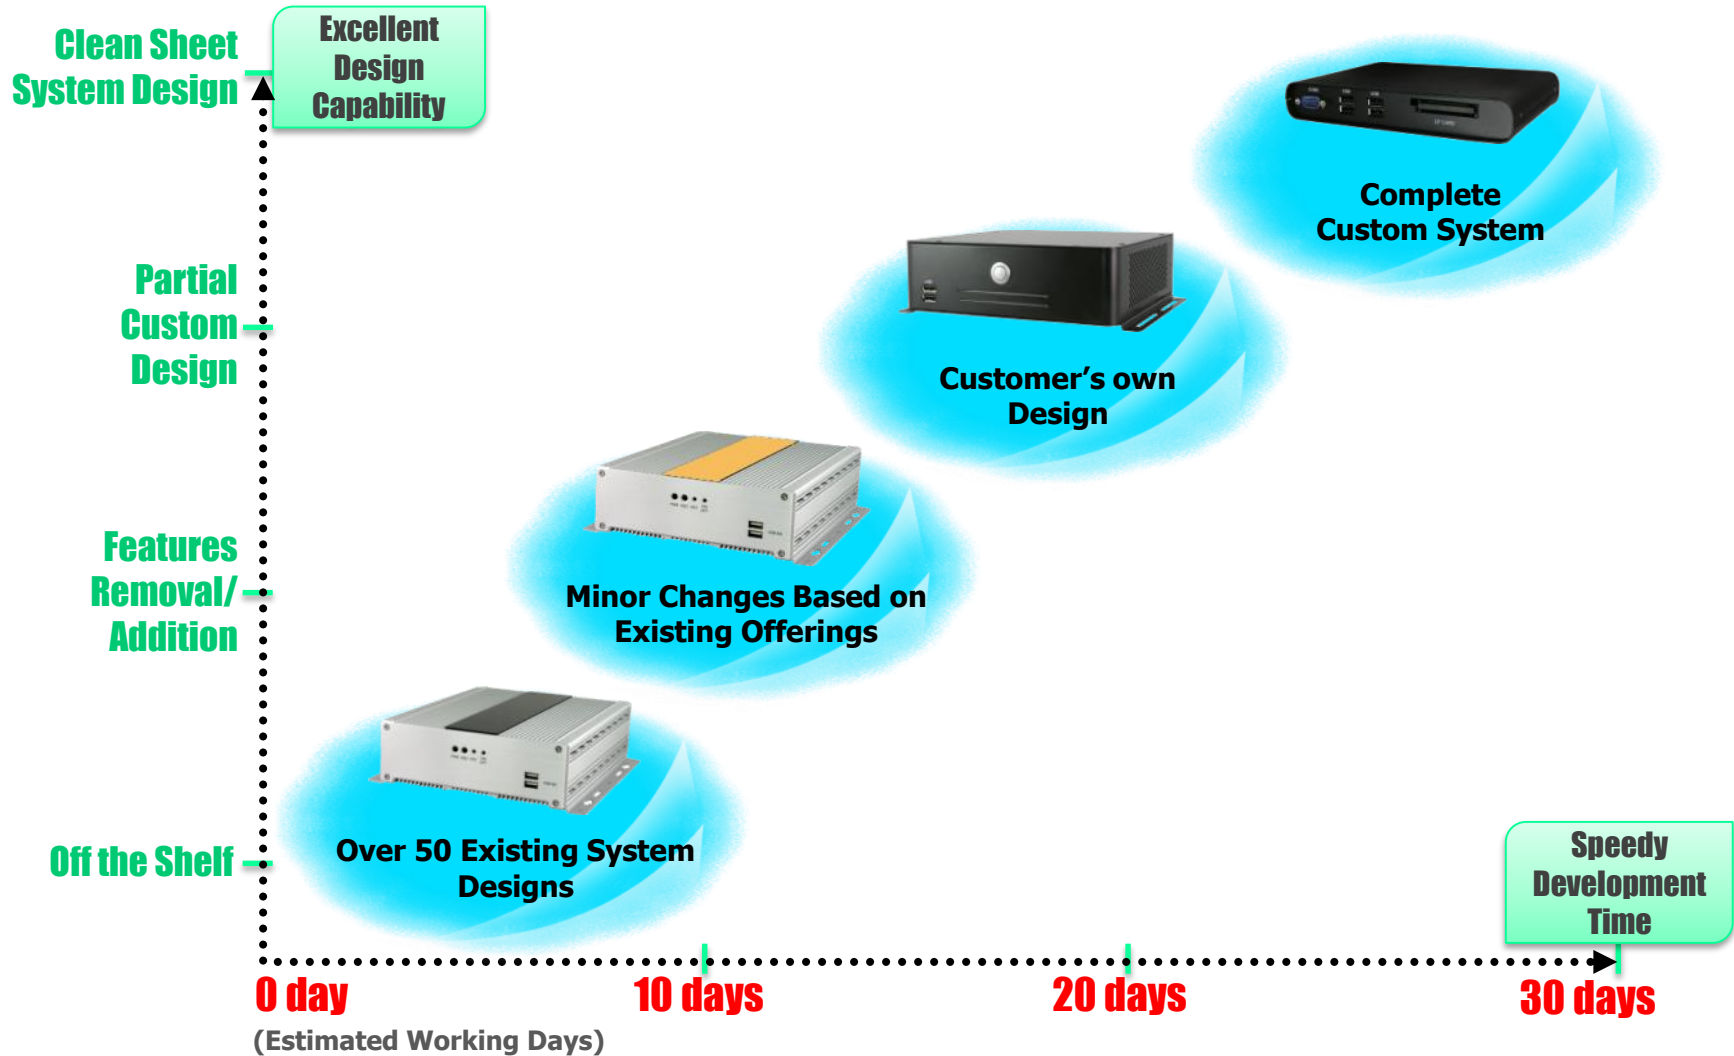 Clean Sheet
System Design
Excellent
Design
Capability
Complete
Custom System
Partial
Custom
Design
Customer’s own
Design
Features
Removal/
Addition
Minor Changes Based on
Existing Offerings
Off the Shelf
Over 50 Existing System
Designs
Speedy
Development
Time
0 day
10 days
20 days
30 days
(Estimated Working Days)